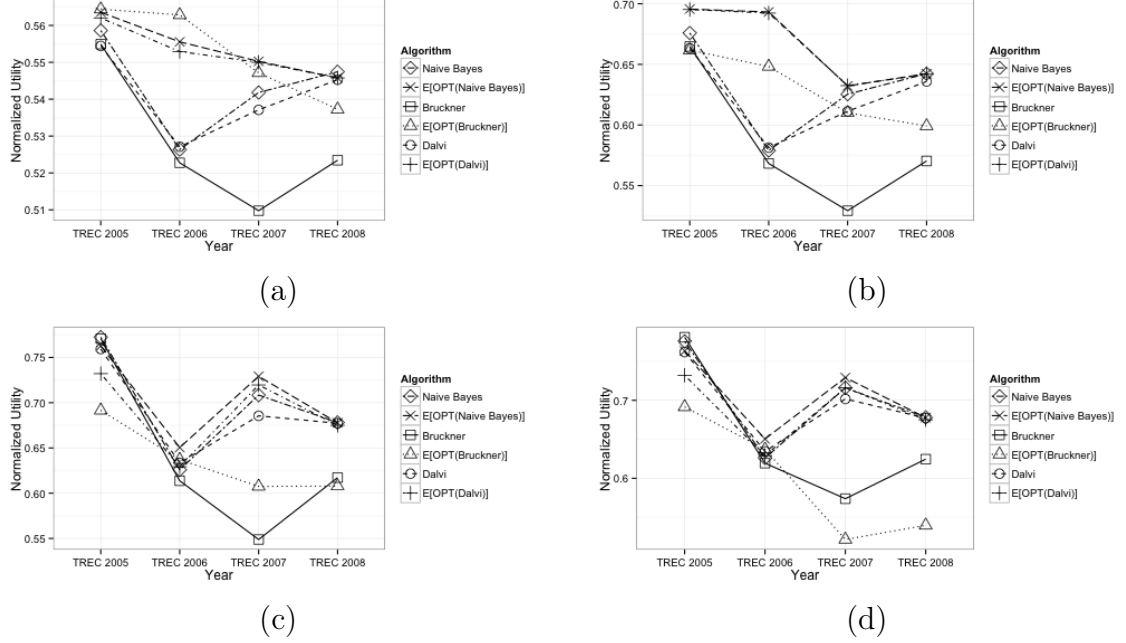 0.56
0.55
0.54
0.53
0.52
0.51
Normalized Utility
TREC 2005 TREC 2006 TREC 2007 TREC 2008
Year
Algorithm
Naive Bayes
E[OPT(Naive Bayes)]
Bruckner
E[OPT(Bruckner)]
Dalvi
E[OPT(Dalvi)]
(a)
0.70
0.65
0.60
0.55
Normalized Utility
TREC 2005 TREC 2006 TREC 2007 TREC 2008
Year
Algorithm
Naive Bayes
E[OPT(Naive Bayes)]
Bruckner
E[OPT(Bruckner)]
Dalvi
E[OPT(Dalvi)]
(b)
0.75
0.70
0.65
0.60
0.55
Normalized Utility
TREC 2005 TREC 2006 TREC 2007 TREC 2008
Year
Algorithm
Naive Bayes
E[OPT(Naive Bayes)]
Bruckner
E[OPT(Bruckner)]
Dalvi
E[OPT(Dalvi)]
(c)
0.7
0.6
Normalized Utility
TREC 2005 TREC 2006 TREC 2007 TREC 2008
Year
Algorithm
Naive Bayes
E[OPT(Naive Bayes)]
Bruckner
E[OPT(Bruckner)]
Dalvi
E[OPT(Dalvi)]
(d)